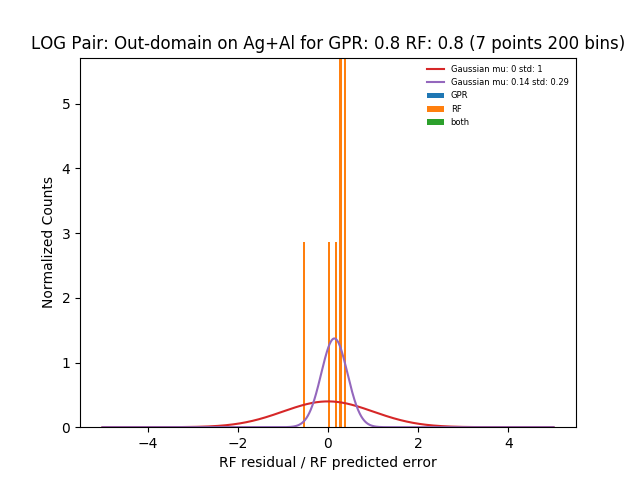 LOG Pair: Out-domain on Ag+Al for GPR: 0.8 RF: 0.8 (7 points 200 bins)
Gaussian mu: 0 std: 1
Gaussian mu: 0.14 std: 0.29
GPR
RF
both
Normalized Counts
5
4
3
2
1
0
−4 −2 0 2 4
RF residual / RF predicted error